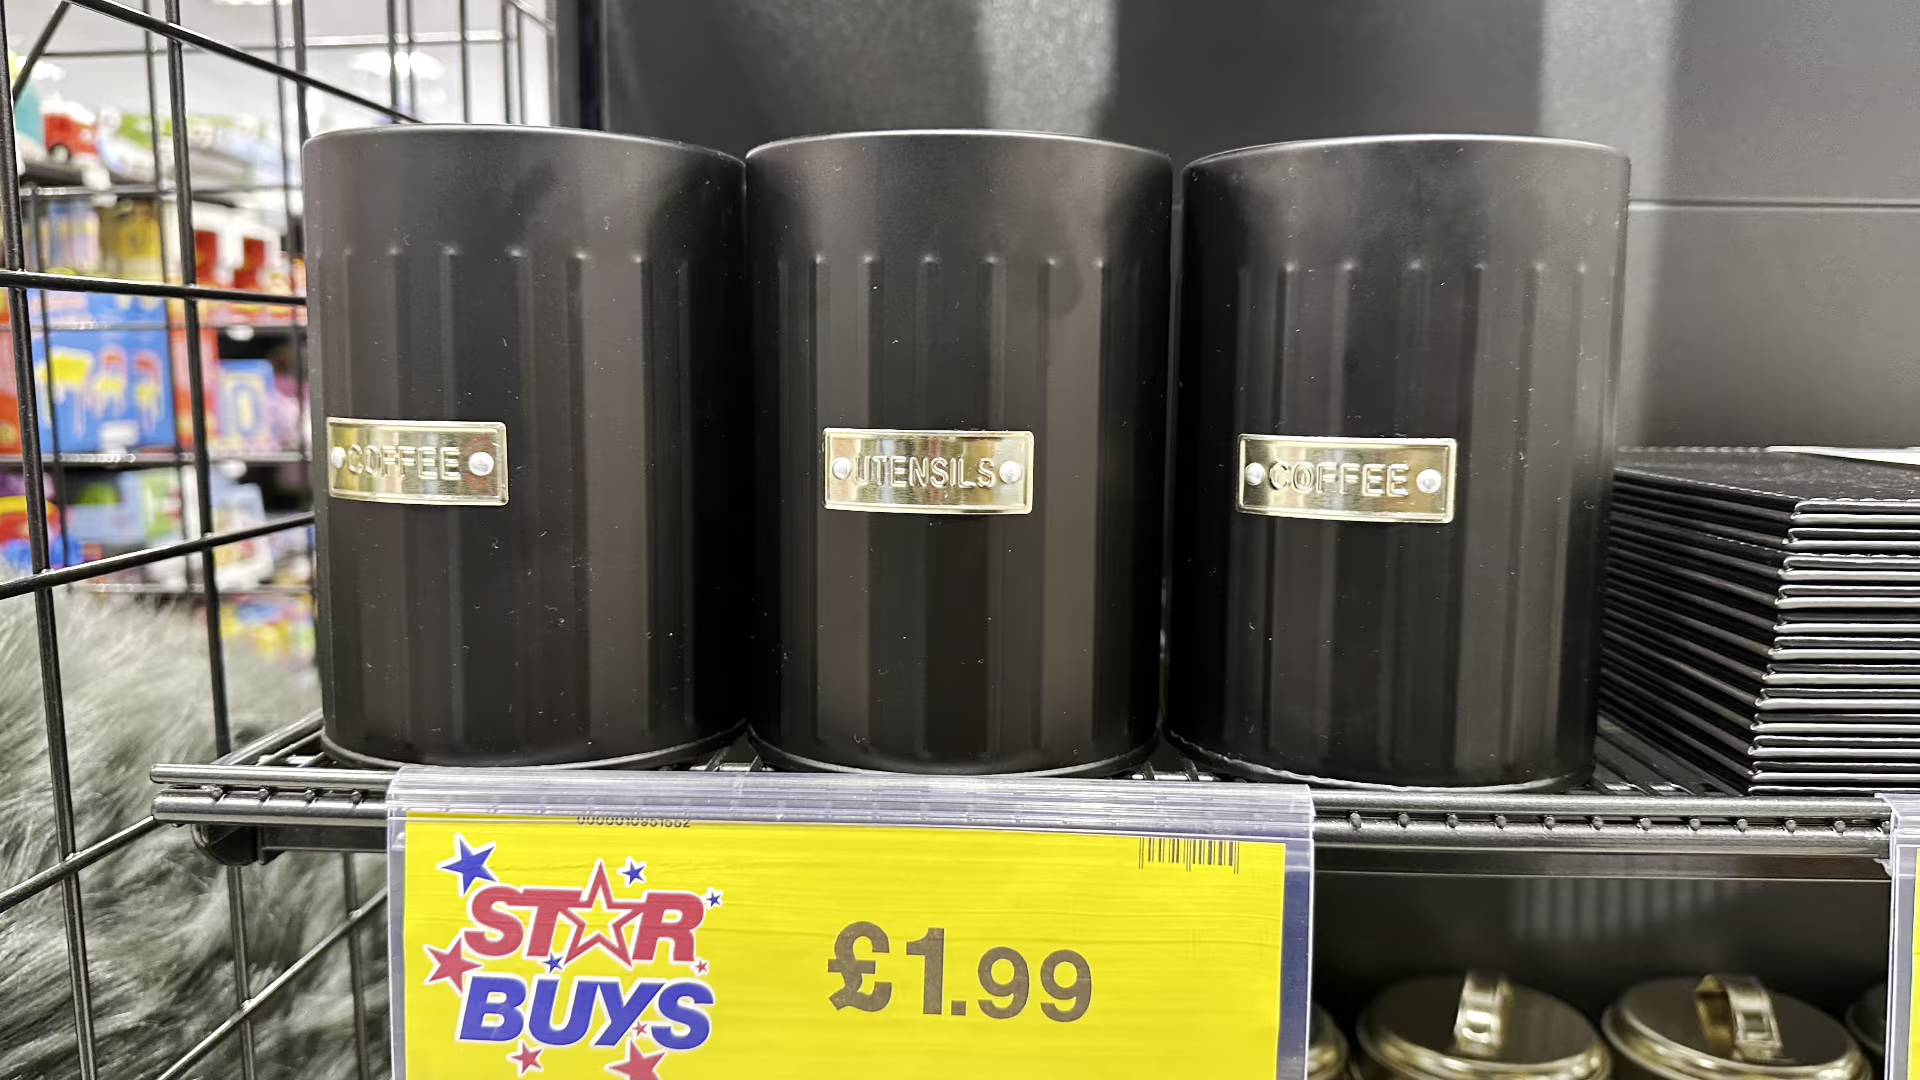 COFFEE
UTENSILS
COFFEE
STAR
BUYS
£1.99